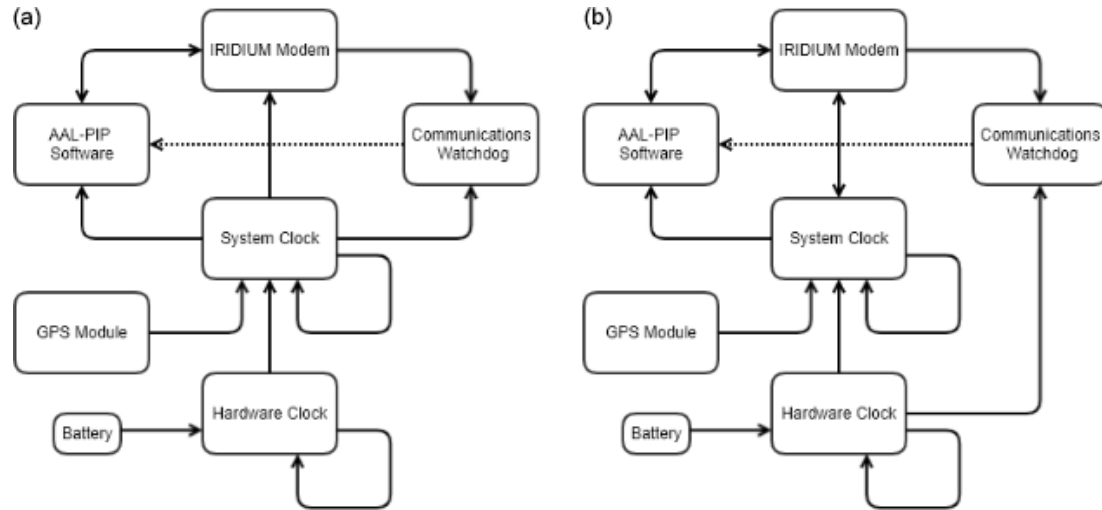 (a)
IRIDIUM Modem
AAL-PIP
Software
Communications
Watchdog
System Clock
GPS Module
Hardware Clock
Battery
(b)
IRIDIUM Modem
AAL-PIP
Software
Communications
Watchdog
System Clock
GPS Module
Hardware Clock
Battery